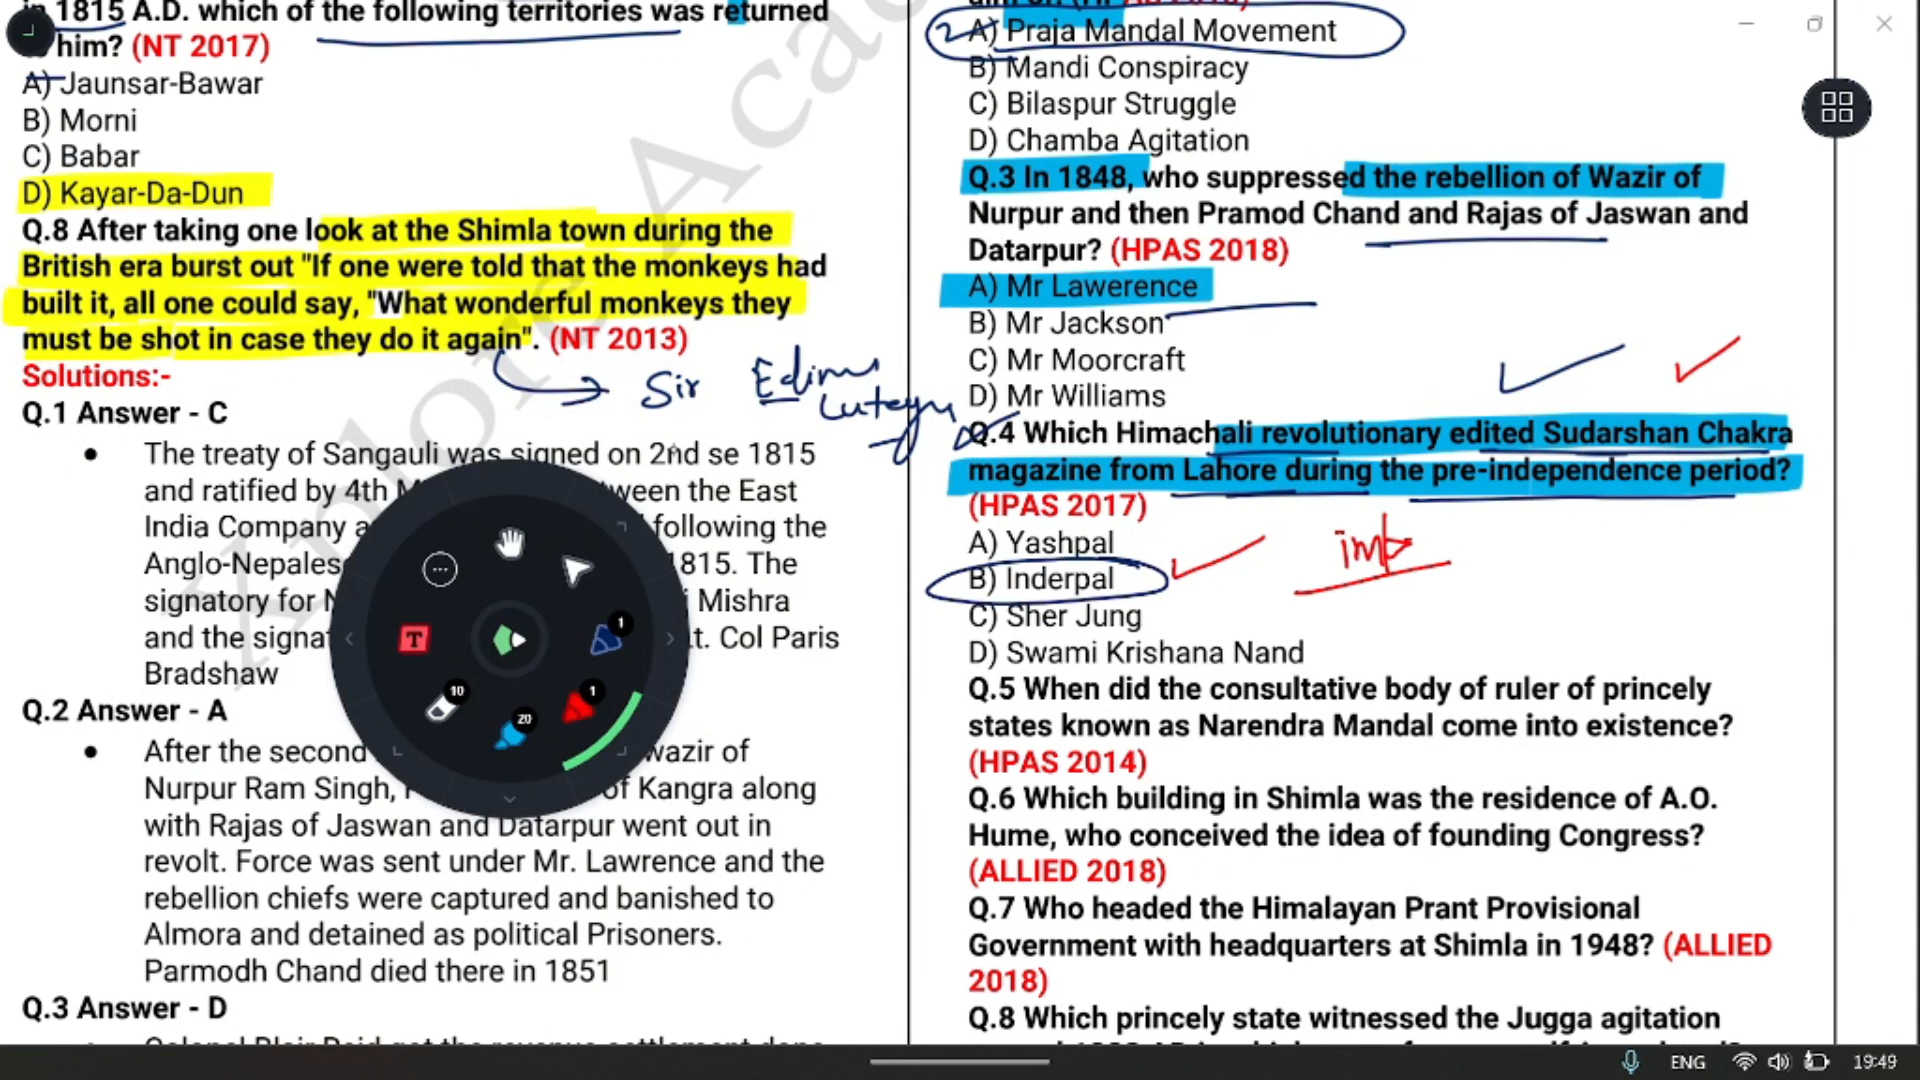 in 1815 A.D. which of the following territories was returned
him? (NT 2017)
A) Jaunsar-Bawar
B) Morni
C) Babar
D) Kayar-Da-Dun
Q.8 After taking one look at the Shimla town during the
British era burst out "If one were told that the monkeys had
built it, all one could say, "What wonderful monkeys they
must be shot in case they do it again". (NT 2013)
Sir
Solutions:-
Q.1 Answer - C
The treaty of Sangauli was signed on 2nd se 1815
and ratified by 4th between the East
India Company following the
Anglo-Nepalese 1815. The
signatory for Mishra
and the Lt. Col Paris
Bradshaw
Q.2 Answer - A
After the second wazir of
Nurpur Ram Singh, of Kangra along
with Rajas of Jaswan and Datarpur went out in
revolt. Force was sent under Mr. Lawrence and the
rebellion chiefs were captured and banished to
Almora and detained as political Prisoners.
Parmodh Chand died there in 1851
Q.3 Answer - D
T
1
10
20
1
A) Praja Mandal Movement
B) Mandi Conspiracy
C) Bilaspur Struggle
D) Chamba Agitation
Q.3 In 1848, who suppressed the rebellion of Wazir of
Nurpur and then Pramod Chand and Rajas of Jaswan and
Datarpur? (HPAS 2018)
A) Mr Lawerence
B) Mr Jackson
C) Mr Moorcraft
D) Mr Williams
Q.4 Which Himachali revolutionary edited Sudarshan Chakra
magazine from Lahore during the pre-independence period?
(HPAS 2017)
A) Yashpal
imp
B) Inderpal
C) Sher Jung
D) Swami Krishana Nand
Q.5 When did the consultative body of ruler of princely
states known as Narendra Mandal come into existence?
(HPAS 2014)
Q.6 Which building in Shimla was the residence of A.O.
Hume, who conceived the idea of founding Congress?
(ALLIED 2018)
Q.7 Who headed the Himalayan Prant Provisional
Government with headquarters at Shimla in 1948? (ALLIED
2018)
Q.8 Which princely state witnessed the Jugga agitation
ENG 19:49